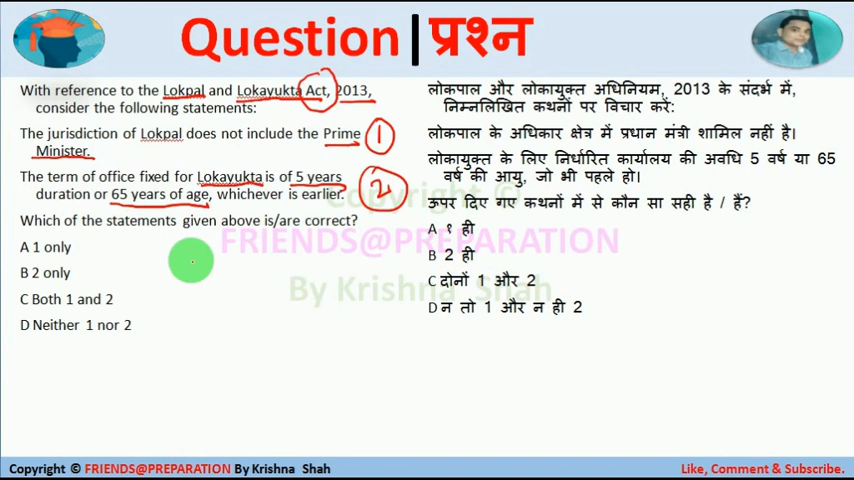 Question|प्रश्न
With reference to the Lokpal and Lokayukta Act, 2013,
consider the following statements:
The jurisdiction of Lokpal does not include the Prime
Minister.
1
The term of office fixed for Lokayukta is of 5 years
duration or 65 years of age, whichever is earlier.
2
Which of the statements given above is/are correct?
A 1 only
B 2 only
C Both 1 and 2
D Neither 1 nor 2
लोकपाल और लोकायुक्त अधिनियम, 2013 के संदर्भ में,
निम्नलिखित कथनों पर विचार करें:
लोकपाल के अधिकार क्षेत्र में प्रधान मंत्री शामिल नहीं है।
लोकायुक्त के लिए निर्धारित कार्यालय की अवधि 5 वर्ष या 65
वर्ष की आयु, जो भी पहले हो।
ऊपर दिए गए कथनों में से कौन सा सही है / हैं?
A १ ही
B 2 ही
C दोनों 1 और 2
D न तो 1 और न ही 2
Copyright ©
FRIENDS@PREPARATION
By Krishna Shah
Copyright © FRIENDS@PREPARATION By Krishna Shah
Like, Comment & Subscribe.